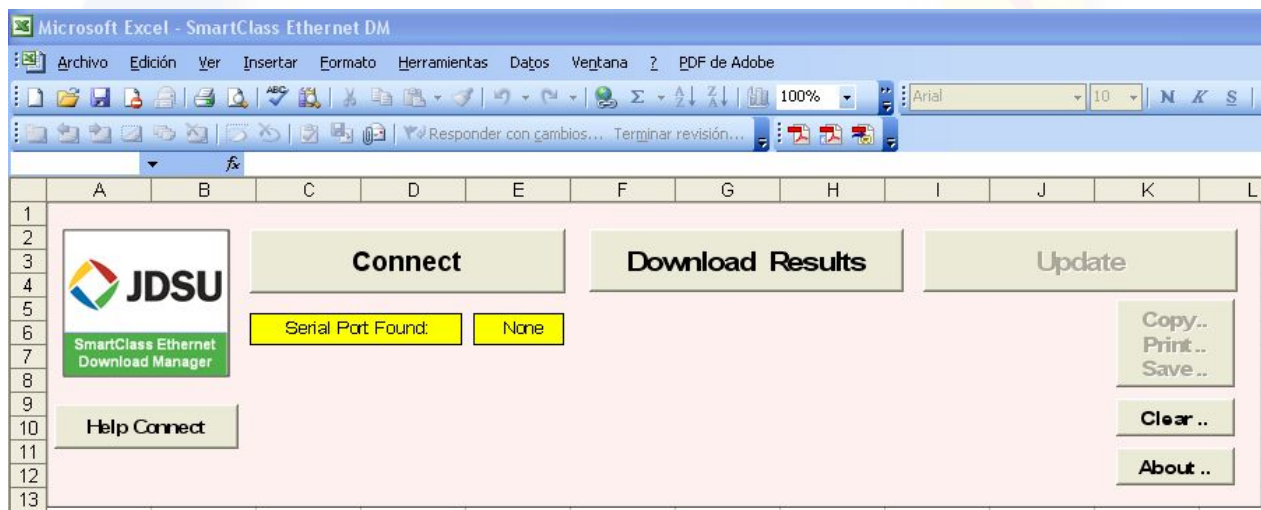 Microsoft Excel - SmartClass Ethernet DM
Archivo Edición Ver Insertar Formato Herramientas Datos Ventana ? PDF de Adobe
ABC 100% Arial 10 N K S
Responder con cambios... Terminar revisión...
fx
A B C D E F G H I J K L
1
2
3
4
5
6
7
8
9
10
11
12
13
JDSU
SmartClass Ethernet
Download Manager
Connect
Download Results
Update
Serial Port Found: None
Copy..
Print..
Save..
Help Connect
Clear..
About..